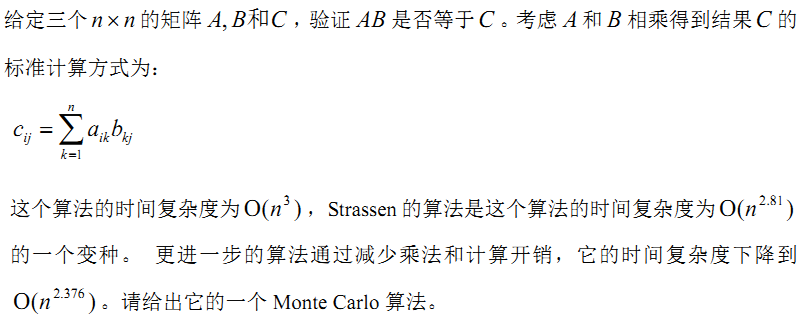 给定三个 n × n 的矩阵 A, B和C，验证 AB 是否等于 C 。考虑 A 和 B 相乘得到结果 C 的
标准计算方式为：
c_{ij} = \sum_{k=1}^{n} a_{ik} b_{kj}
这个算法的时间复杂度为 O(n^3)，Strassen 的算法是这个算法的时间复杂度为 O(n^{2.81})
的一个变种。 更进一步的算法通过减少乘法和计算开销，它的时间复杂度下降到
O(n^{2.376})。请给出它的一个 Monte Carlo 算法。